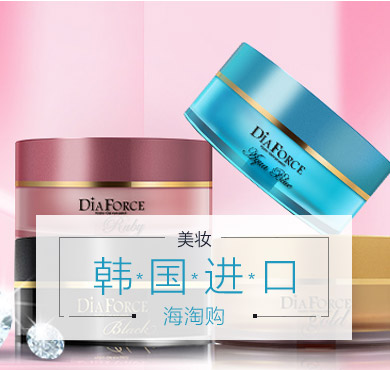 DIAFORCE
Aqua Blue
DIAFORCE
Ruby
美妆
韩*国*进*口
DIAFORCE
Black
DIAFORCE
Gold
海淘购